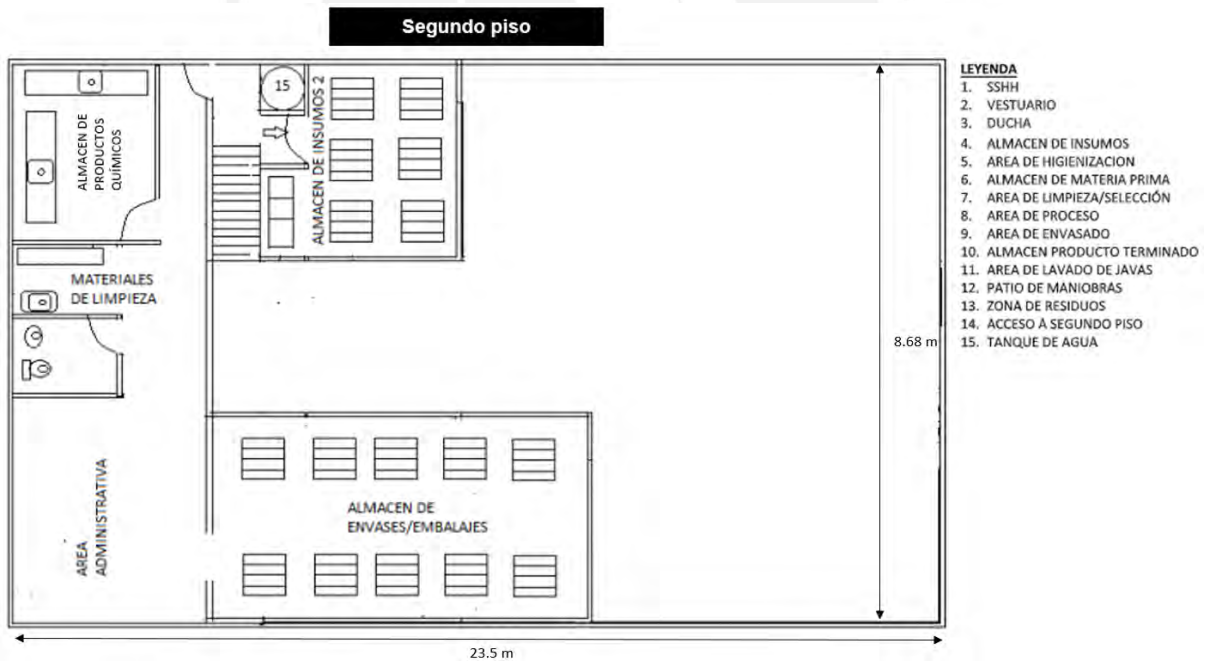 Segundo piso
15
ALMACEN DE
PRODUCTOS
QUÍMICOS
ALMACEN DE INSUMOS 2
MATERIALES
DE LIMPIEZA
AREA
ADMINISTRATIVA
ALMACEN DE
ENVASES/EMBALAJES
8.68 m
23.5 m
LEYENDA
1. SSHH
2. VESTUARIO
3. DUCHA
4. ALMACEN DE INSUMOS
5. AREA DE HIGIENIZACION
6. ALMACEN DE MATERIA PRIMA
7. AREA DE LIMPIEZA/SELECCIÓN
8. AREA DE PROCESO
9. AREA DE ENVASADO
10. ALMACEN PRODUCTO TERMINADO
11. AREA DE LAVADO DE JAVAS
12. PATIO DE MANIOBRAS
13. ZONA DE RESIDUOS
14. ACCESO A SEGUNDO PISO
15. TANQUE DE AGUA